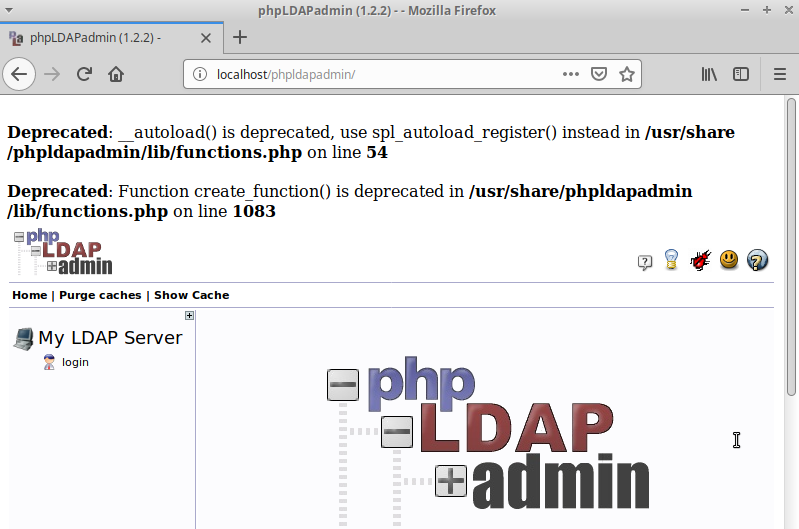 phpLDAPadmin (1.2.2) - - Mozilla Firefox
phpLDAPadmin (1.2.2) -
localhost/phpldapadmin/
Deprecated: __autoload() is deprecated, use spl_autoload_register() instead in /usr/share
/phpldapadmin/lib/functions.php on line 54
Deprecated: Function create_function() is deprecated in /usr/share/phpldapadmin
/lib/functions.php on line 1083
php
LDAP
admin
Home | Purge caches | Show Cache
My LDAP Server
login
php
LDAP
admin